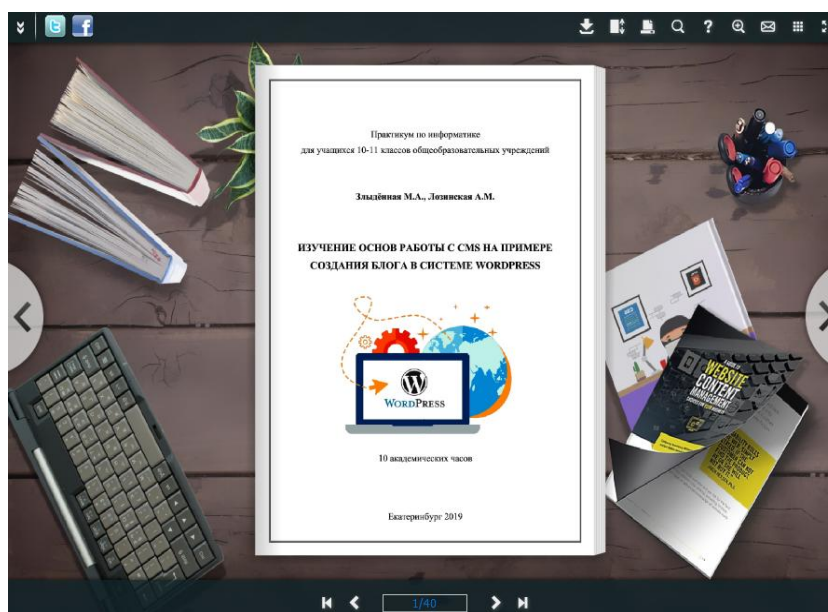 Практикум по информатике
для учащихся 10-11 классов общеобразовательных учреждений
Злыдённая М.А., Лозинская А.М.
ИЗУЧЕНИЕ ОСНОВ РАБОТЫ С CMS НА ПРИМЕРЕ
СОЗДАНИЯ БЛОГА В СИСТЕМЕ WORDPRESS
WORDPRESS
10 академических часов
Екатеринбург 2019
WEBSITE
CONTENT
MANAGEMENT
1/40